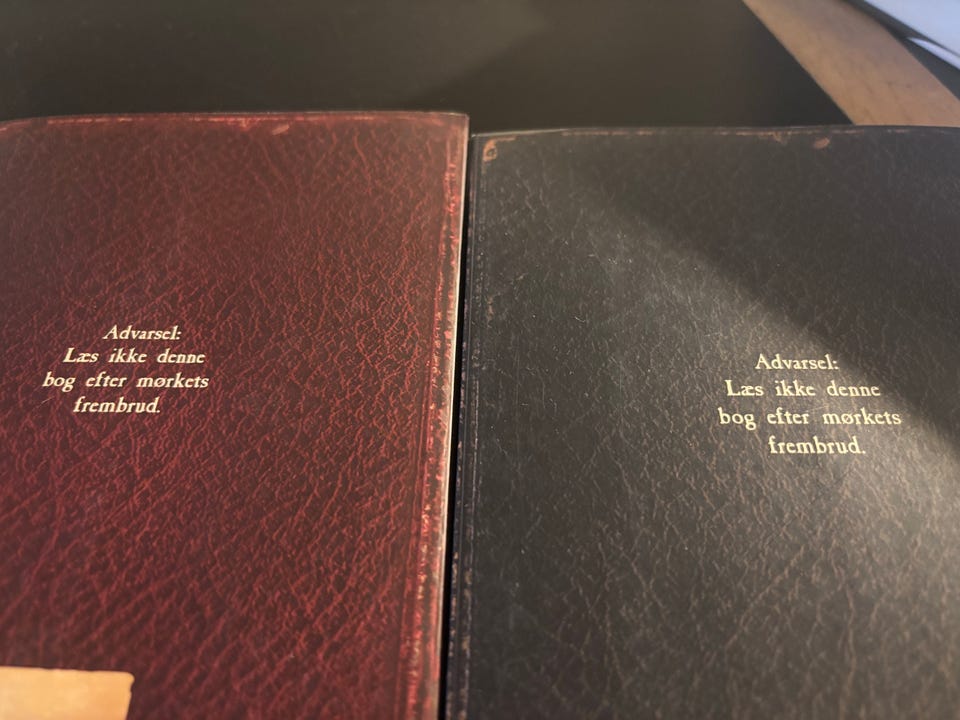 Advarsel:
Læs ikke denne
bog efter mørkets
frembrud.
Advarsel:
Læs ikke denne
bog efter mørkets
frembrud.